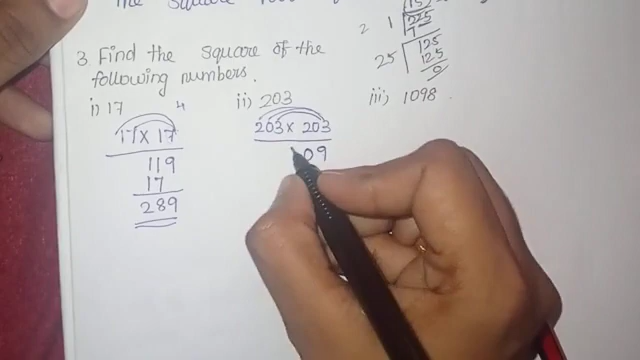 The square
15
2 1 225
1
25 125
125
0
3. Find the square of the
following numbers.
i) 17 ii) 203 iii) 1098.
17 x 17 203 x 203
119 09
17
289